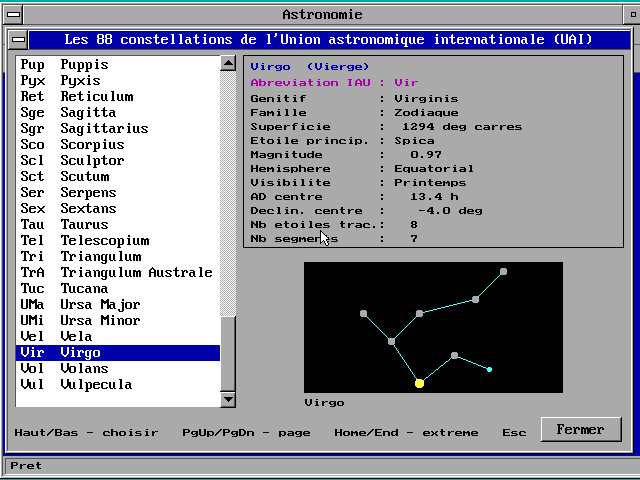 Astronomie
Les 88 constellations de l'Union astronomique internationale (UAI)
Pup Puppis
Pyx Pyxis
Ret Reticulum
Sge Sagitta
Sgr Sagittarius
Sco Scorpius
Scl Sculptor
Sct Scutum
Ser Serpens
Sex Sextans
Tau Taurus
Tel Telescopium
Tri Triangulum
TrA Triangulum Australe
Tuc Tucana
UMa Ursa Major
UMi Ursa Minor
Vel Vela
Vir Virgo
Vol Volans
Vul Vulpecula
Virgo (Vierge)
Abreviation IAU : Vir
Genitif : Virginis
Famille : Zodiaque
Superficie : 1294 deg carres
Etoile princip. : Spica
Magnitude : 0.97
Hemisphere : Equatorial
Visibilite : Printemps
AD centre : 13.4 h
Declin. centre : -4.0 deg
Nb etoiles trac.: 8
Nb segments : 7
Virgo
Haut/Bas - choisir PgUp/PgDn - page Home/End - extreme Esc
Fermer
Pret